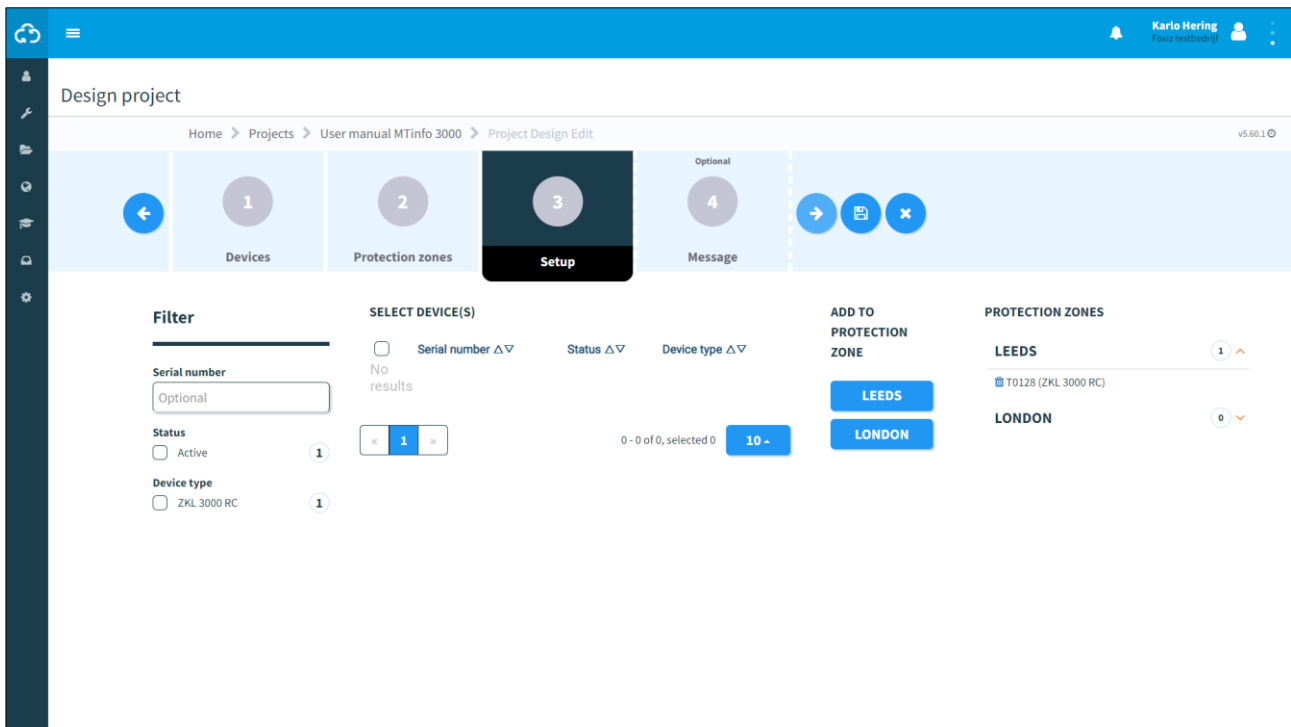 Karlo Hering
Fosiz testbedrijf
Design project
Home Projects User manual MTinfo 3000 Project Design Edit
v5.60.1
1
Devices
2
Protection zones
3
Setup
Optional
4
Message
Filter
Serial number
Optional
Status
Active 1
Device type
ZKL 3000 RC 1
SELECT DEVICE(S)
Serial number Status Device type
No
results
« 1 »
0 - 0 of 0, selected 0
10
ADD TO
PROTECTION
ZONE
LEEDS
LONDON
PROTECTION ZONES
LEEDS 1
T0128 (ZKL 3000 RC)
LONDON 0